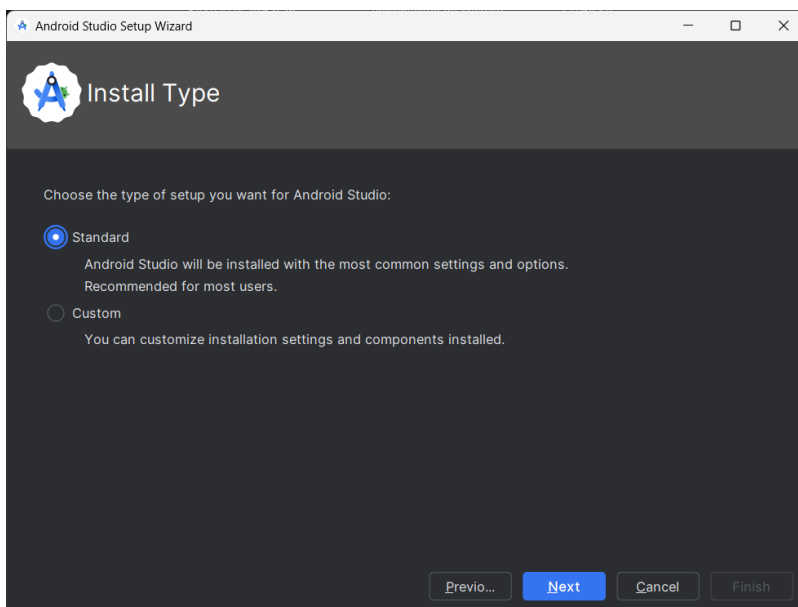 Android Studio Setup Wizard
Install Type
Choose the type of setup you want for Android Studio:
Standard
Android Studio will be installed with the most common settings and options.
Recommended for most users.
Custom
You can customize installation settings and components installed.
Previo... Next Cancel Finish